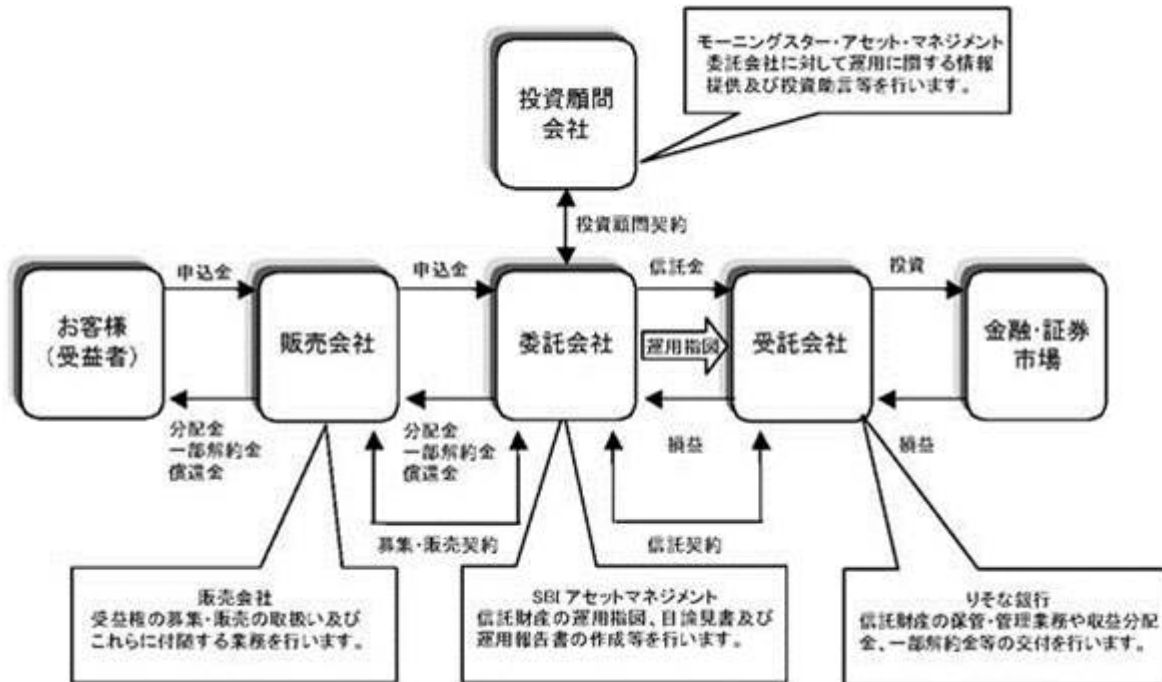 モーニングスター・アセット・マネジメント
委託会社に対して運用に関する情報
提供及び投資助言等を行います。
投資顧問
会社
投資顧問契約
申込金
申込金
信託金
投資
お客様
(受益者)
販売会社
委託会社
運用指図
受託会社
金融・証券
市場
分配金
一部解約金
償還金
分配金
一部解約金
償還金
損益
損益
募集・販売契約
信託契約
販売会社
受益権の募集・販売の取扱い及び
これらに付随する業務を行います。
SBIアセットマネジメント
信託財産の運用指図、目論見書及び
運用報告書の作成等を行います。
りそな銀行
信託財産の保管・管理業務や収益分配
金、一部解約金等の交付を行います。